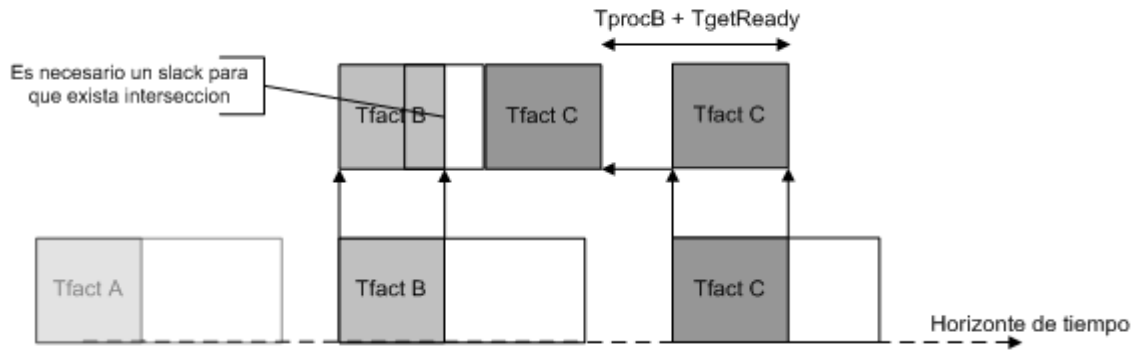 TprocB + TgetReady
Es necesario un slack para
que exista interseccion
Tfact B
Tfact C
Tfact C
Tfact A
Tfact B
Tfact C
Horizonte de tiempo